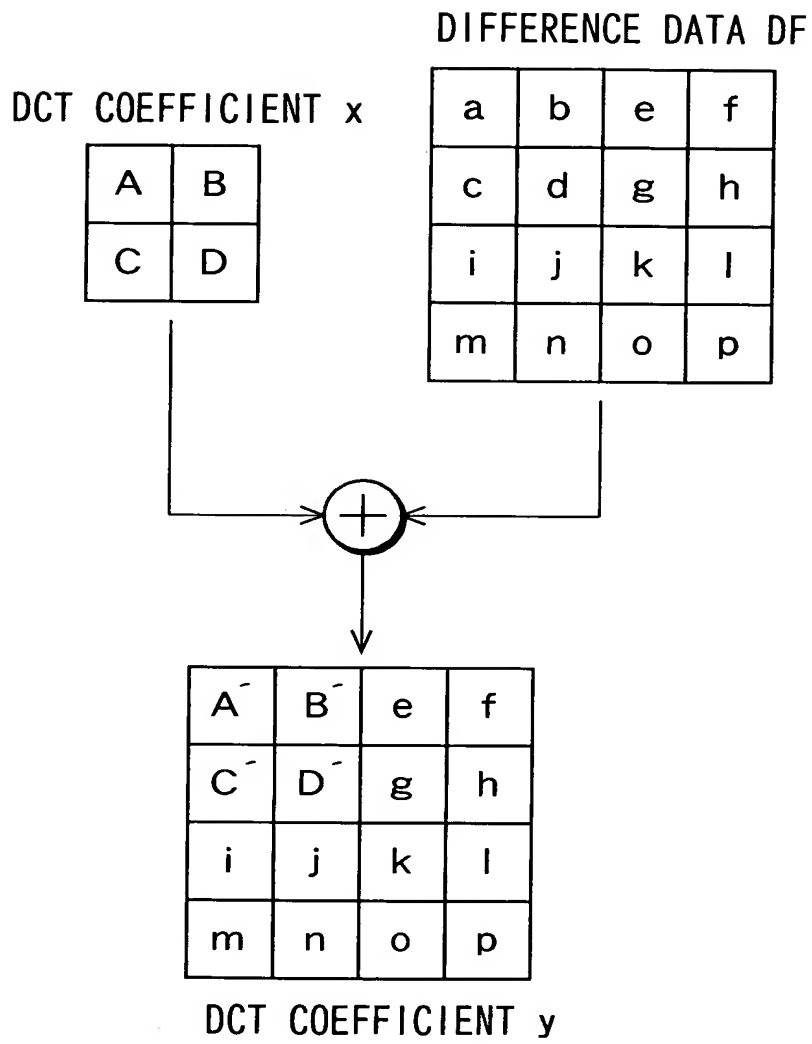 DIFFERENCE DATA DF
DCT COEFFICIENT x
a b e f
A B
c d g h
C D
i j k l
m n o p
+
A´ B´ e f
C´ D´ g h
i j k l
m n o p
DCT COEFFICIENT y